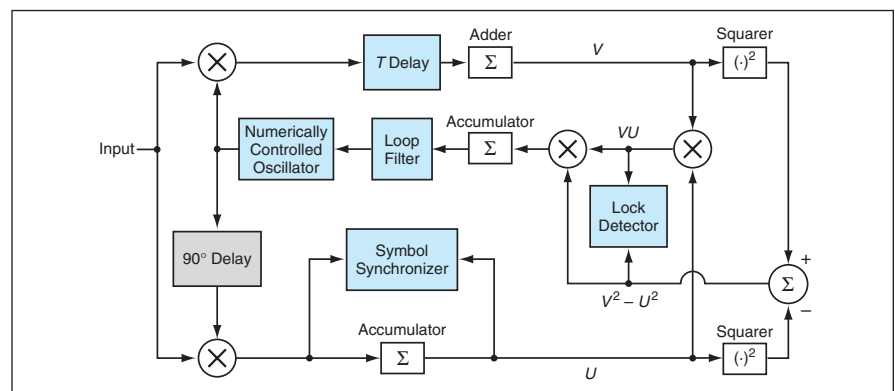 Adder
Squarer
T Delay
Σ
V
(·)²
Input
Numerically
Controlled
Oscillator
Loop
Filter
Accumulator
Σ
VU
Lock
Detector
90° Delay
Symbol
Synchronizer
V² – U²
+
Σ
–
Accumulator
Σ
U
Squarer
(·)²